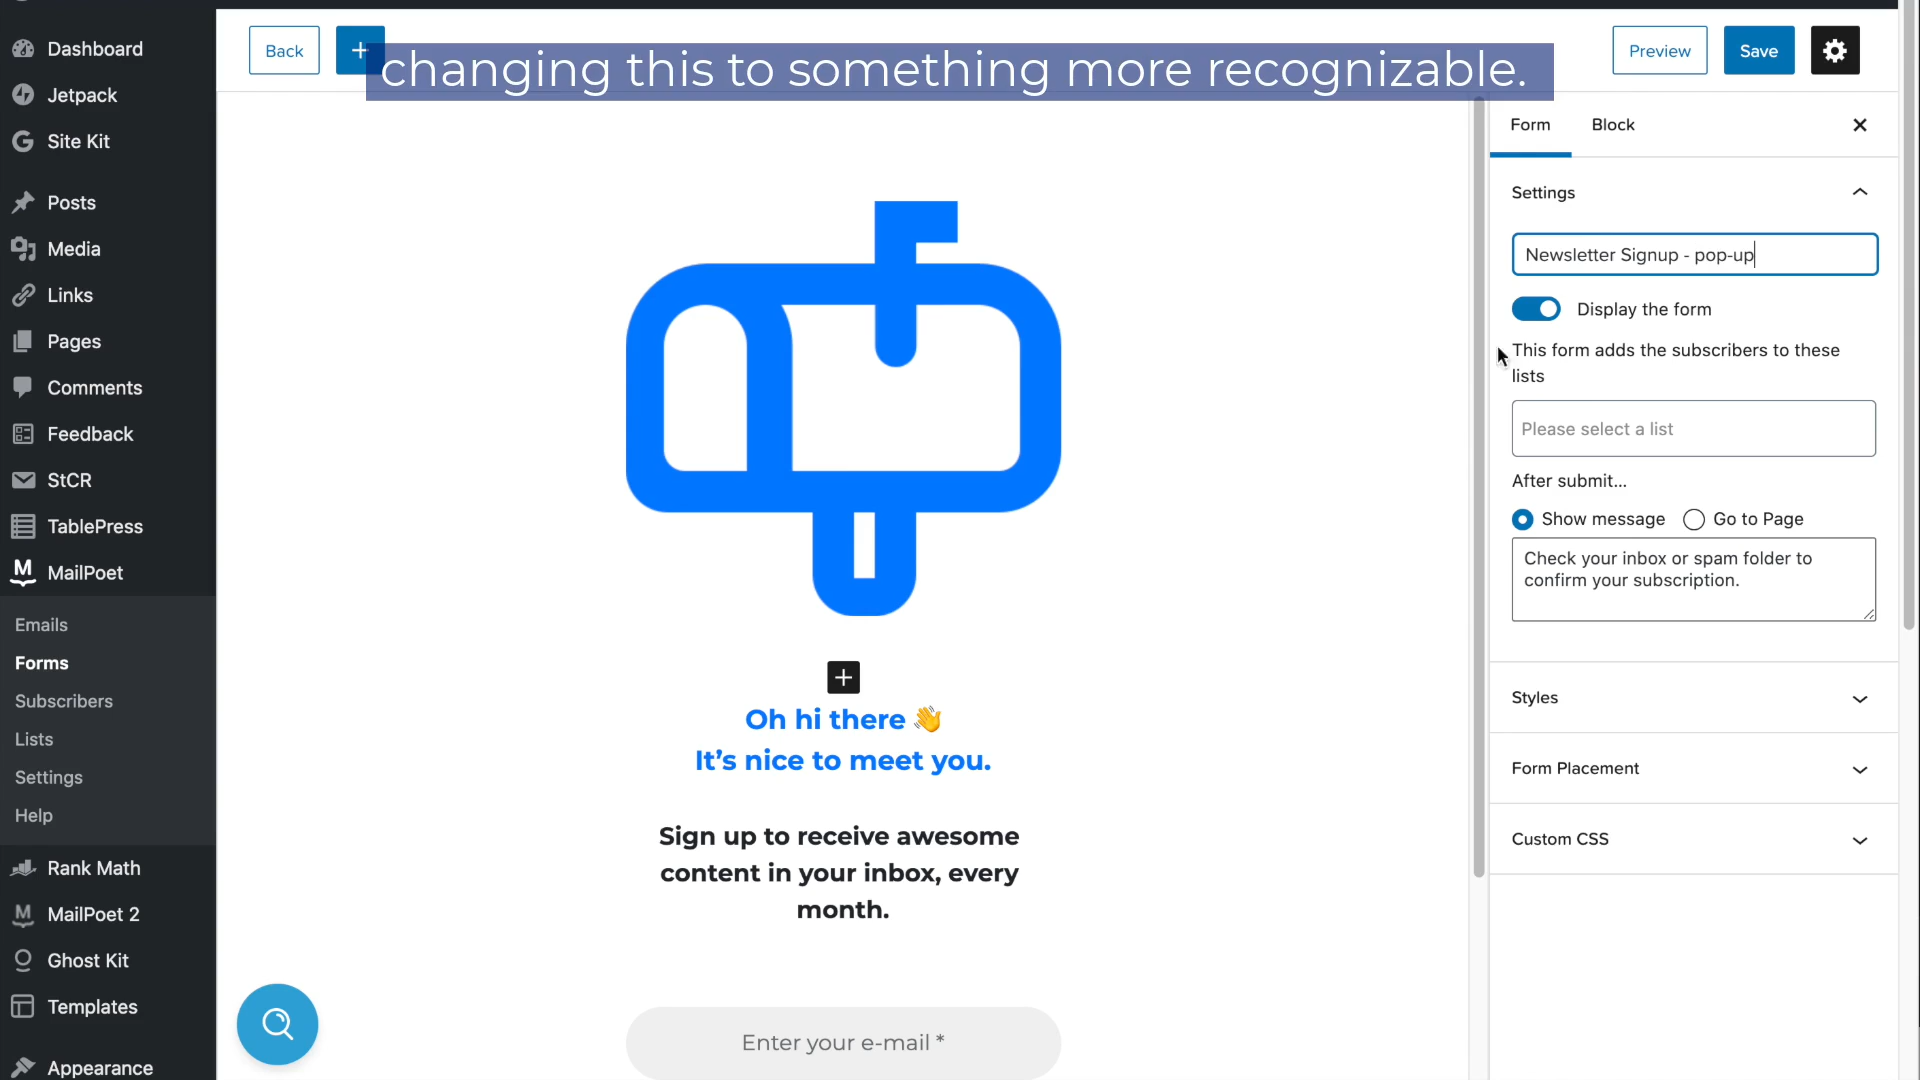 Dashboard
Jetpack
Site Kit
Posts
Media
Links
Pages
Comments
Feedback
StCR
TablePress
MailPoet
Emails
Forms
Subscribers
Lists
Settings
Help
Rank Math
MailPoet 2
Ghost Kit
Templates
Appearance
Back
changing this to something more recognizable.
Preview
Save
Oh hi there 👋
It’s nice to meet you.
Sign up to receive awesome
content in your inbox, every
month.
Enter your e-mail *
Form Block
Settings
Newsletter Signup - pop-up
Display the form
This form adds the subscribers to these
lists
Please select a list
After submit...
Show message Go to Page
Check your inbox or spam folder to
confirm your subscription.
Styles
Form Placement
Custom CSS